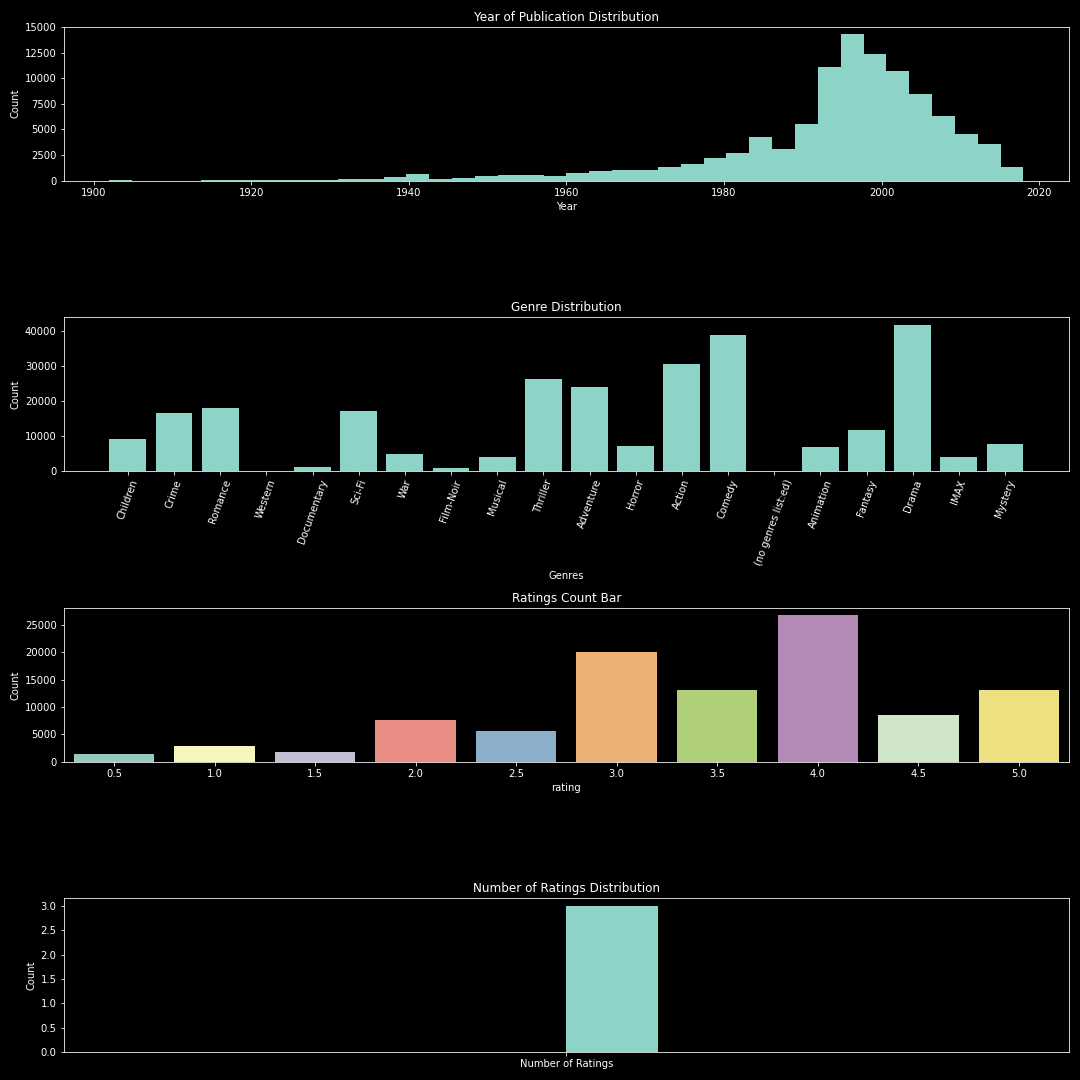 Year of Publication Distribution
15000
12500
10000
7500
5000
2500
0
Count
1900 1920 1940 1960 1980 2000 2020
Year
Genre Distribution
40000
30000
20000
10000
0
Count
Children Crime Romance Western Documentary Sci-Fi War Film-Noir Musical Thriller Adventure Horror Action Comedy (no genres list:ed) Animation Fantasy Drama IMAX Mystery
Genres
Ratings Count Bar
25000
20000
15000
10000
5000
0
Count
0.5 1.0 1.5 2.0 2.5 3.0 3.5 4.0 4.5 5.0
rating
Number of Ratings Distribution
3.0
2.5
2.0
1.5
1.0
0.5
0.0
Count
Number of Ratings